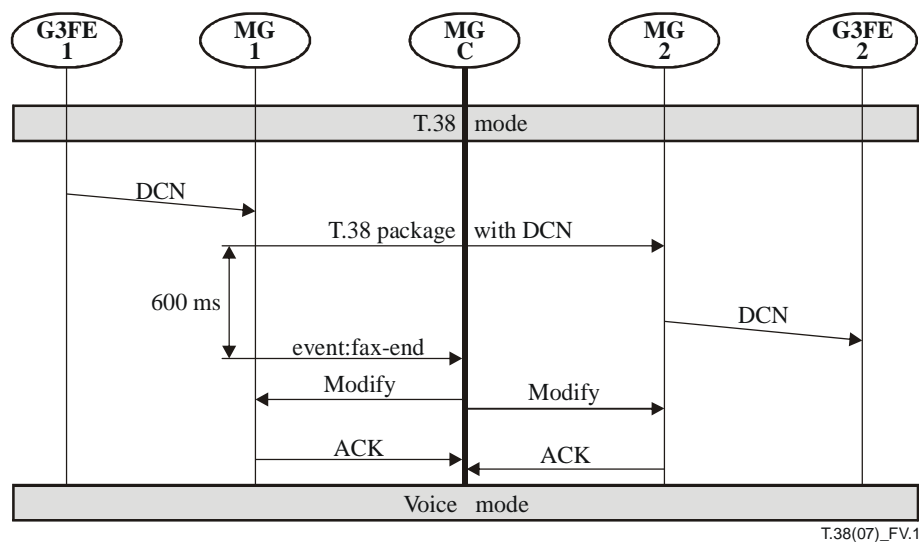 G3FE
1
MG
1
MG
C
MG
2
G3FE
2
T.38 mode
DCN
T.38 package with DCN
600 ms
DCN
event:fax-end
Modify
Modify
ACK
ACK
Voice mode
T.38(07)_FV.1